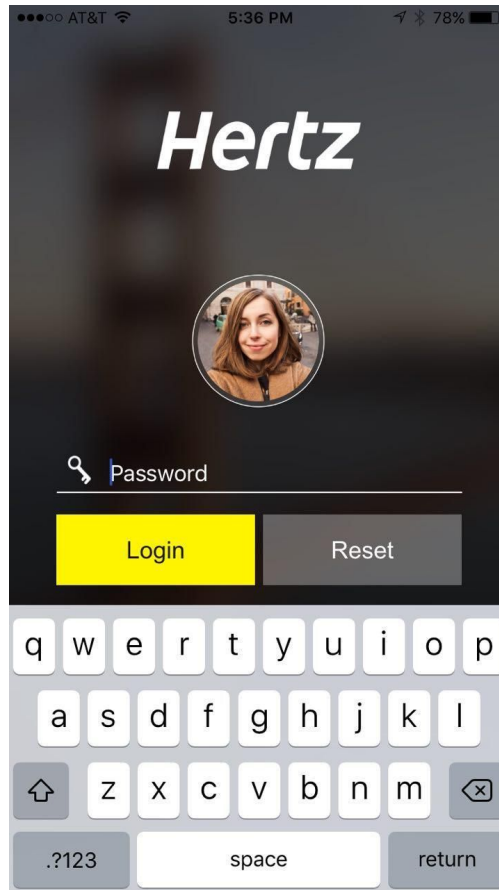 AT&T 5:36 PM 78%
Hertz
Password
Login Reset
q w e r t y u i o p
a s d f g h j k l
z x c v b n m
.?123 space return